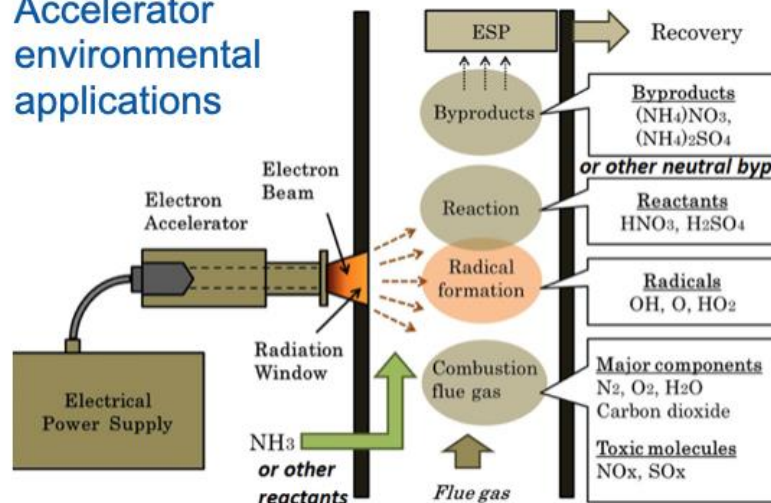 Accelerator
environmental
applications
ESP
Recovery
Byproducts
Byproducts
(NH₄)NO₃,
(NH₄)₂SO₄
or other neutral byp
Electron
Beam
Electron
Accelerator
Reaction
Reactants
HNO₃, H₂SO₄
Radical
formation
Radicals
OH, O, HO₂
Radiation
Window
Combustion
flue gas
Major components
N₂, O₂, H₂O
Carbon dioxide
Toxic molecules
NOx, SOx
Electrical
Power Supply
NH₃
or other
reactants
Flue gas